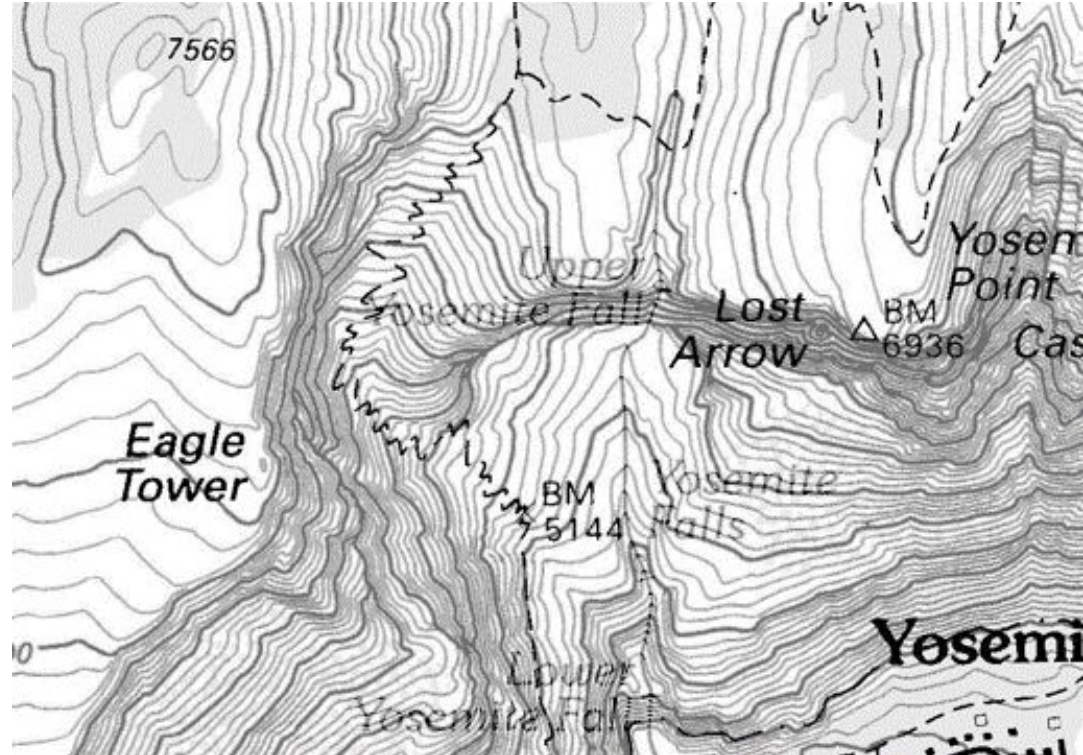 7566
Upper
Yosemite Fall
Lost
Arrow
BM
6936
Yosem
Point
Cas
Eagle
Tower
BM
5144
Yosemite
Falls
00
Lower
Yosemite Fall
Yosemi